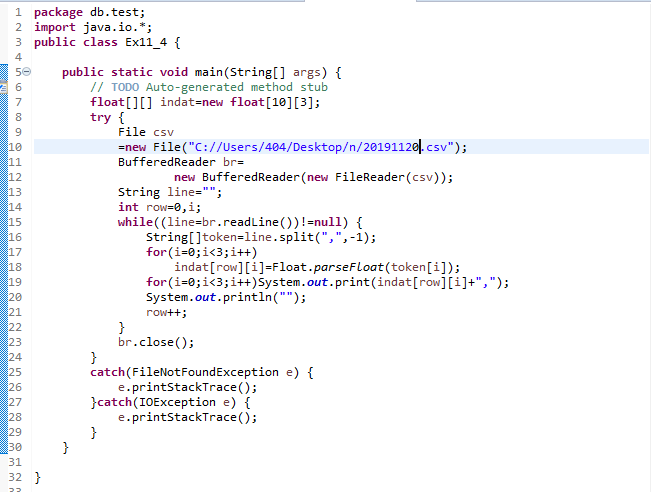 1 package db.test;
2 import java.io.*;
3 public class Ex11_4 {
4
5 public static void main(String[] args) {
6 // TODO Auto-generated method stub
7 float[][] indat=new float[10][3];
8 try {
9 File csv
10 =new File("C://Users/404/Desktop/n/20191120.csv");
11 BufferedReader br=
12 new BufferedReader(new FileReader(csv));
13 String line="";
14 int row=0,i;
15 while((line=br.readLine())!=null) {
16 String[]token=line.split(",",-1);
17 for(i=0;i<3;i++)
18 indat[row][i]=Float.parseFloat(token[i]);
19 for(i=0;i<3;i++)System.out.print(indat[row][i]+",");
20 System.out.println("");
21 row++;
22 }
23 br.close();
24 }
25 catch(FileNotFoundException e) {
26 e.printStackTrace();
27 }catch(IOException e) {
28 e.printStackTrace();
29 }
30 }
31
32 }
33